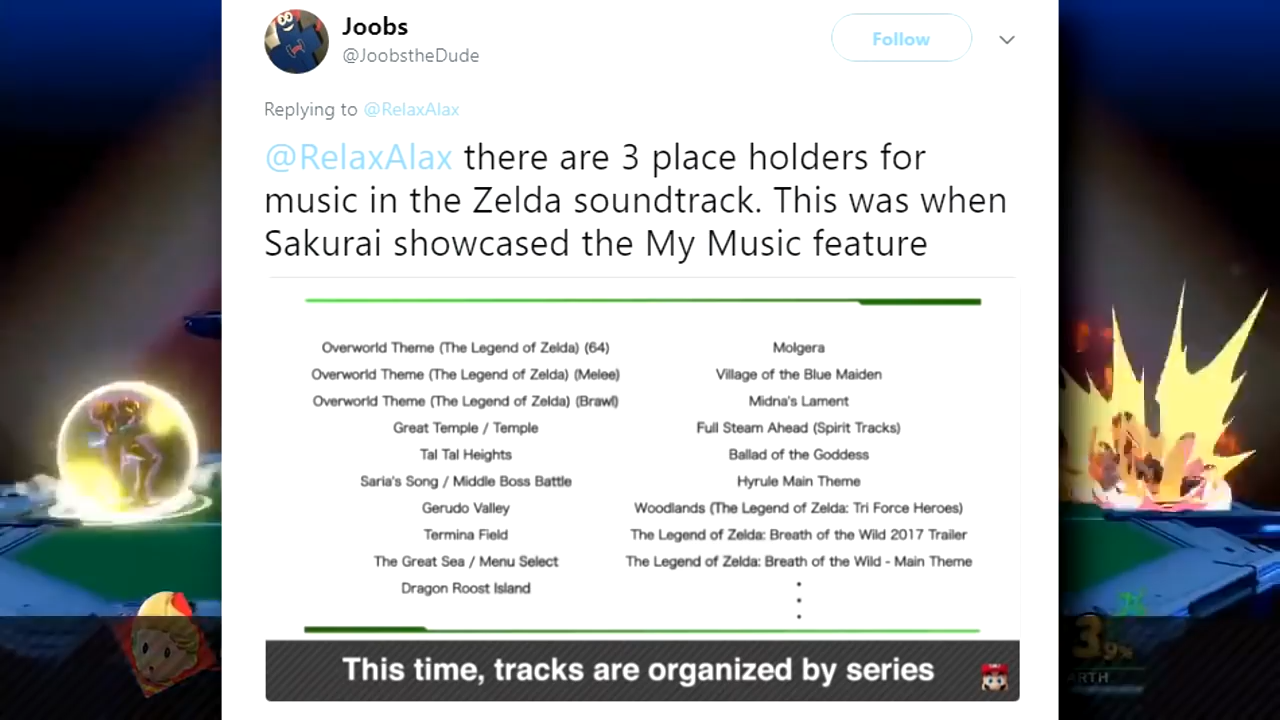 Joobs
@JoobstheDude
Follow
Replying to @RelaxAlax
@RelaxAlax there are 3 place holders for
music in the Zelda soundtrack. This was when
Sakurai showcased the My Music feature
Overworld Theme (The Legend of Zelda) (64)
Overworld Theme (The Legend of Zelda) (Melee)
Overworld Theme (The Legend of Zelda) (Brawl)
Great Temple / Temple
Tal Tal Heights
Saria's Song / Middle Boss Battle
Gerudo Valley
Termina Field
The Great Sea / Menu Select
Dragon Roost Island
Molgera
Village of the Blue Maiden
Midna's Lament
Full Steam Ahead (Spirit Tracks)
Ballad of the Goddess
Hyrule Main Theme
Woodlands (The Legend of Zelda: Tri Force Heroes)
The Legend of Zelda: Breath of the Wild 2017 Trailer
The Legend of Zelda: Breath of the Wild - Main Theme
This time, tracks are organized by series
3.9%
ARTH